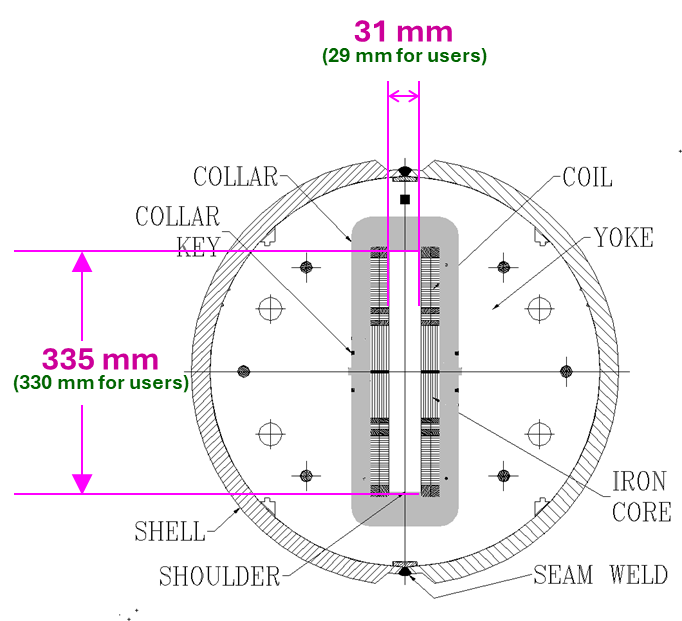 31 mm
(29 mm for users)
COLLAR
COIL
COLLAR
KEY
YOKE
335 mm
(330 mm for users)
IRON
CORE
SHELL
SHOULDER
SEAM WELD